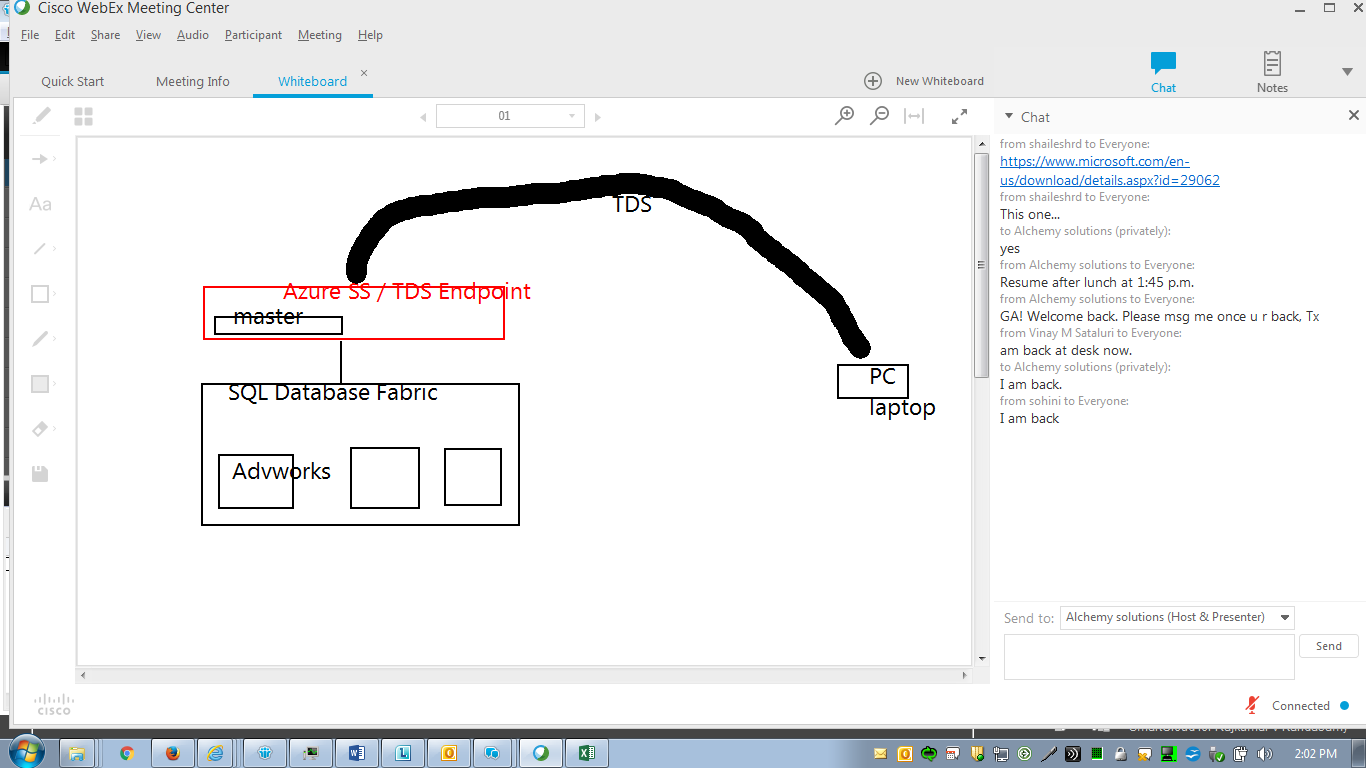 Cisco WebEx Meeting Center
File Edit Share View Audio Participant Meeting Help
Quick Start Meeting Info Whiteboard New Whiteboard
Chat Notes
01
Chat
TDS
Azure SS / TDS Endpoint
master
SQL Database Fabric
Advworks
PC
laptop
from shaileshrd to Everyone:
https://www.microsoft.com/en-
us/download/details.aspx?id=29062
from shaileshrd to Everyone:
This one...
to Alchemy solutions (privately):
yes
from Alchemy solutions to Everyone:
Resume after lunch at 1:45 p.m.
from Alchemy solutions to Everyone:
GA! Welcome back. Please msg me once u r back, Tx
from Vinay M Sataluri to Everyone:
am back at desk now.
to Alchemy solutions (privately):
I am back.
from sohini to Everyone:
I am back
Send to: Alchemy solutions (Host & Presenter)
Send
CISCO
Connected
2:02 PM